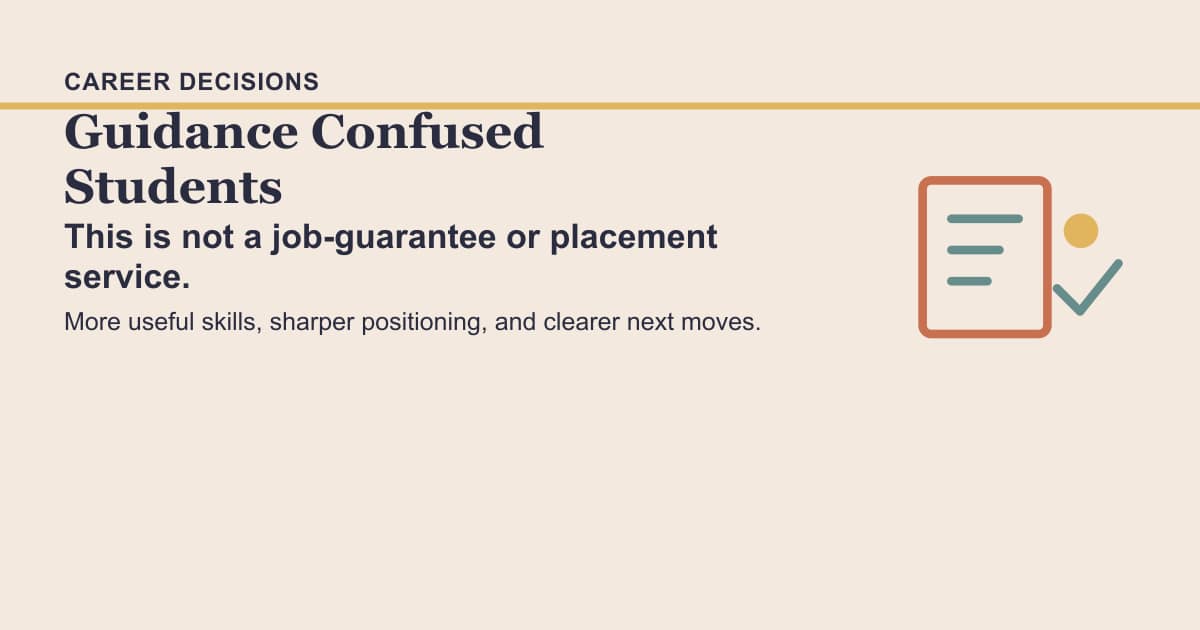 CAREER DECISIONS
Guidance Confused
Students
This is not a job-guarantee or placement
service.
More useful skills, sharper positioning, and clearer next moves.